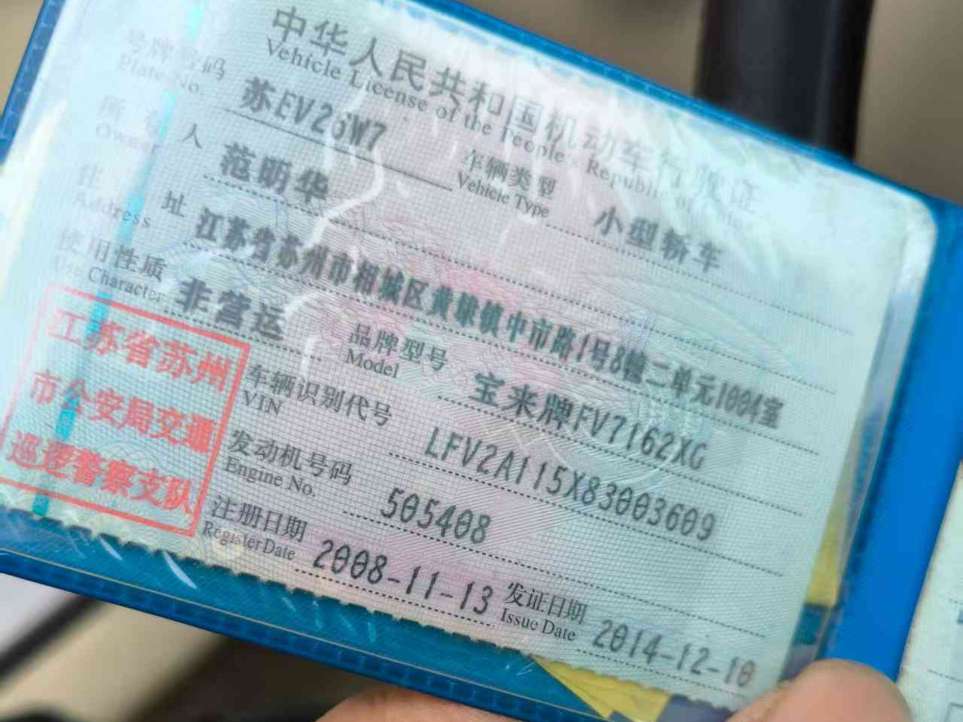 中华人民共和国机动车行驶证
Vehicle License of the People's Republic of China
号牌号码 苏EV26W7 车辆类型 小型轿车
Plate No. Vehicle Type
所有人 范明华
Owner
住址 江苏省苏州市相城区黄埭镇中市路1号8幢二单元1004室
Address
使用性质 非营运 品牌型号 宝来牌FV7162XG
Use Character Model
江苏省苏州
市公安局交通
巡逻警察支队
车辆识别代号 LFV2A115X83003609
VIN
发动机号码 505408
Engine No.
注册日期 2008-11-13 发证日期 2014-12-10
Register Date Issue Date